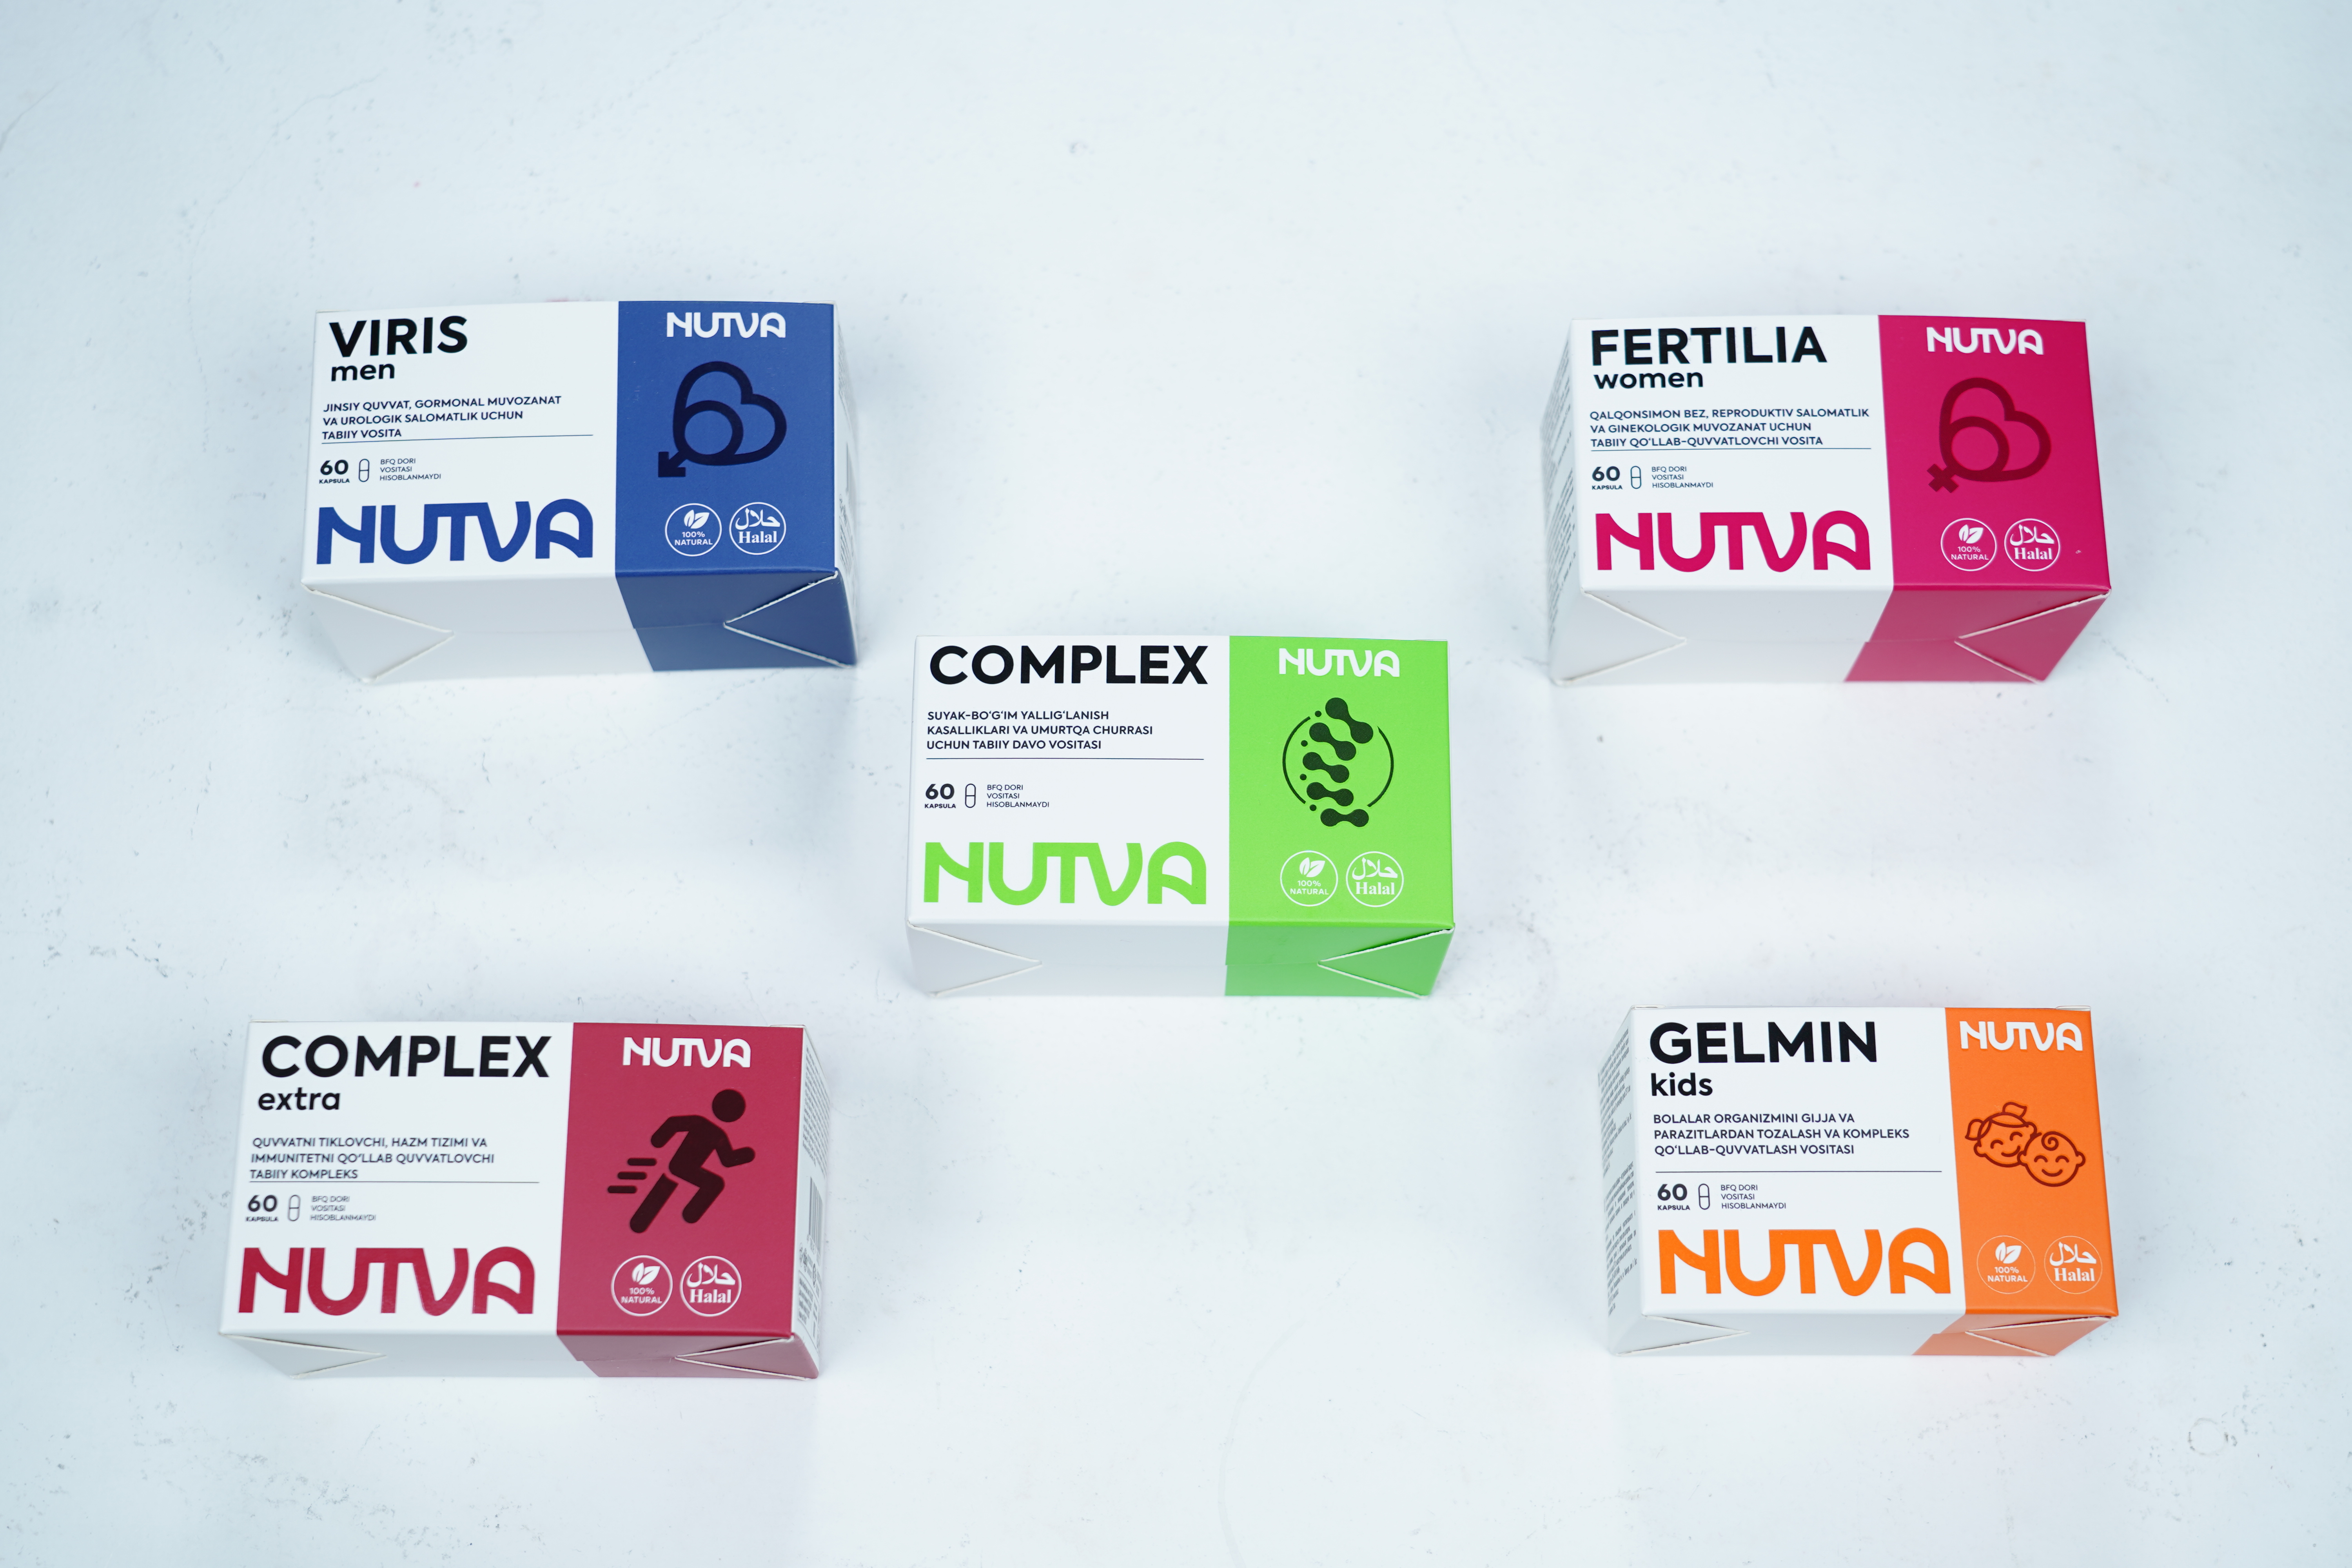 VIRIS
men
JINSIY QUVVAT, GORMONAL MUVOZANAT
VA UROLOGIK SALOMATLIK UCHUN
TABIIY VOSITA
60
KAPSULA
BFQ DORI
VOSITASI
HISOBLANMAYDI
NUTVA
NUTVA
100%
NATURAL
حلال
Halal
FERTILIA
women
QALQONSIMON BEZ, REPRODUKTIV SALOMATLIK
VA GINEKOLOGIK MUVOZANAT UCHUN
TABIIY QO'LLAB-QUVVATLOVCHI VOSITA
60
KAPSULA
BFQ DORI
VOSITASI
HISOBLANMAYDI
NUTVA
NUTVA
100%
NATURAL
حلال
Halal
COMPLEX
SUYAK-BO'G'IM YALLIG'LANISH
KASALLIKLARI VA UMURTQA CHURRASI
UCHUN TABIIY DAVO VOSITASI
60
KAPSULA
BFQ DORI
VOSITASI
HISOBLANMAYDI
NUTVA
NUTVA
100%
NATURAL
حلال
Halal
COMPLEX
extra
QUVVATNI TIKLOVCHI, HAZM TIZIMI VA
IMMUNITETNI QO'LLAB QUVVATLOVCHI
TABIIY KOMPLEKS
60
KAPSULA
BFQ DORI
VOSITASI
HISOBLANMAYDI
NUTVA
NUTVA
100%
NATURAL
حلال
Halal
GELMIN
kids
BOLALAR ORGANIZMINI GIJJA VA
PARAZITLARDAN TOZALASH VA KOMPLEKS
QO'LLAB-QUVVATLASH VOSITASI
60
KAPSULA
BFQ DORI
VOSITASI
HISOBLANMAYDI
NUTVA
NUTVA
100%
NATURAL
حلال
Halal